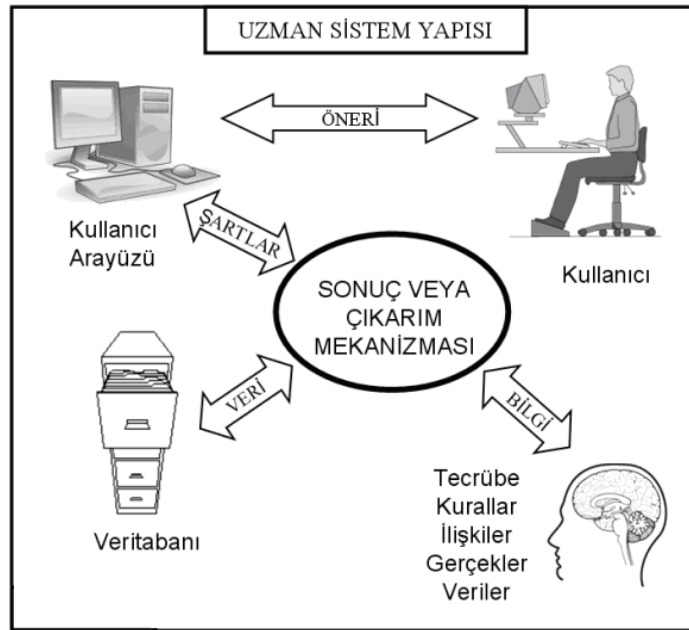 UZMAN SİSTEM YAPISI
ÖNERİ
Kullanıcı
Arayüzü
ŞARTLAR
Kullanıcı
SONUÇ VEYA
ÇIKARIM
MEKANİZMASI
VERİ
BİLGİ
Veritabanı
Tecrübe
Kurallar
İlişkiler
Gerçekler
Veriler